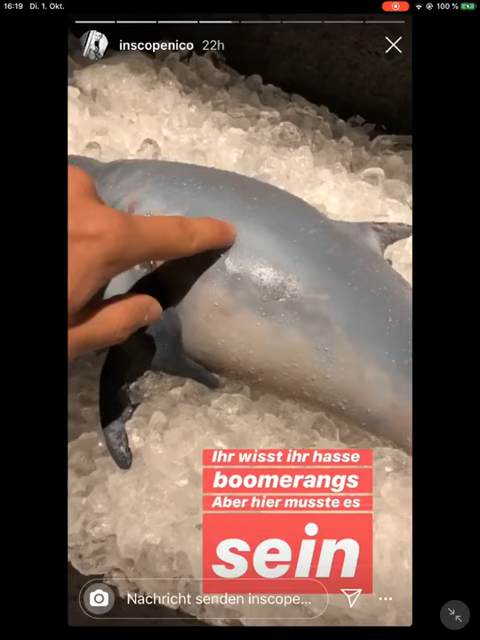 16:19 Di. 1. Okt. 100 %
inscopenico 22h
Ihr wisst ihr hasse
boomerangs
Aber hier musste es
sein
Nachricht senden inscope...